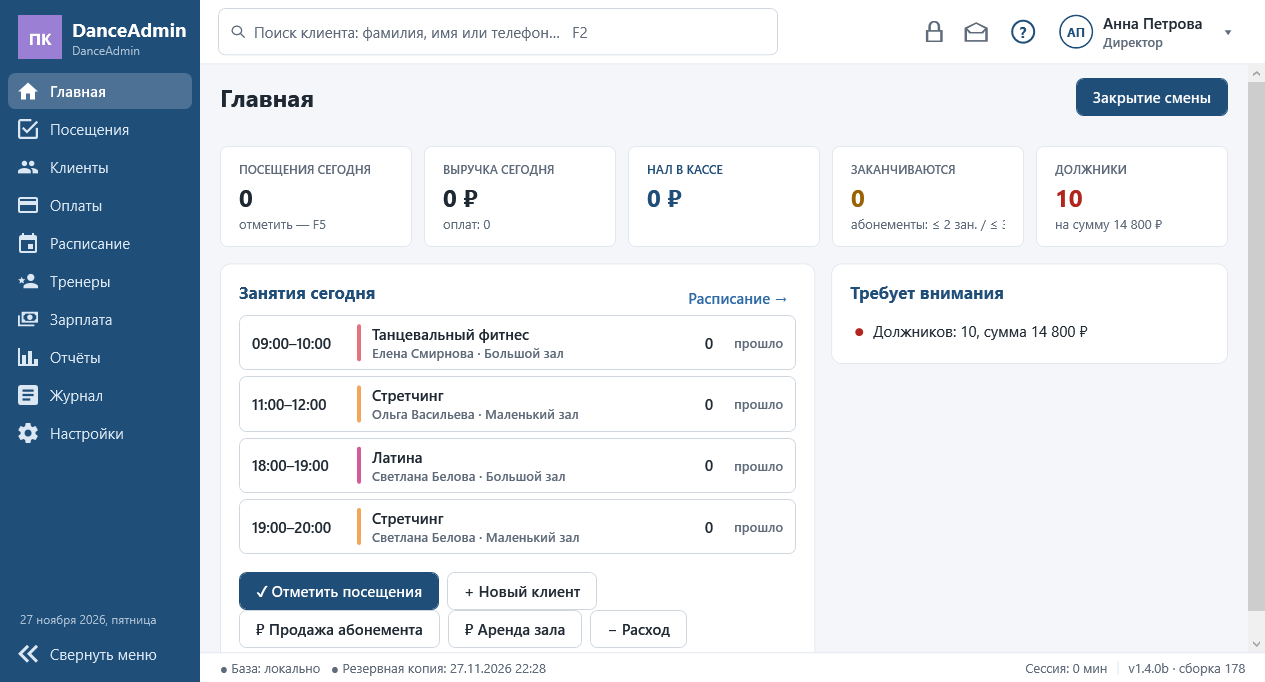 ПК
DanceAdmin
DanceAdmin
Главная
Посещения
Клиенты
Оплаты
Расписание
Тренеры
Зарплата
Отчёты
Журнал
Настройки
27 ноября 2026, пятница
Свернуть меню
Поиск клиента: фамилия, имя или телефон... F2
?
АП
Анна Петрова
Директор
Главная
Закрытие смены
ПОСЕЩЕНИЯ СЕГОДНЯ
0
отметить — F5
ВЫРУЧКА СЕГОДНЯ
0 ₽
оплат: 0
НАЛ В КАССЕ
0 ₽
ЗАКАНЧИВАЮТСЯ
0
абонементы: ≤ 2 зан. / ≤
ДОЛЖНИКИ
10
на сумму 14 800 ₽
Занятия сегодня
Расписание →
09:00–10:00 Танцевальный фитнес 0 прошло
Елена Смирнова · Большой зал
11:00–12:00 Стретчинг 0 прошло
Ольга Васильева · Маленький зал
18:00–19:00 Латина 0 прошло
Светлана Белова · Большой зал
19:00–20:00 Стретчинг 0 прошло
Светлана Белова · Маленький зал
✓ Отметить посещения
+ Новый клиент
₽ Продажа абонемента
₽ Аренда зала
− Расход
Требует внимания
● Должников: 10, сумма 14 800 ₽
● База: локально ● Резервная копия: 27.11.2026 22:28
Сессия: 0 мин v1.4.0b · сборка 178